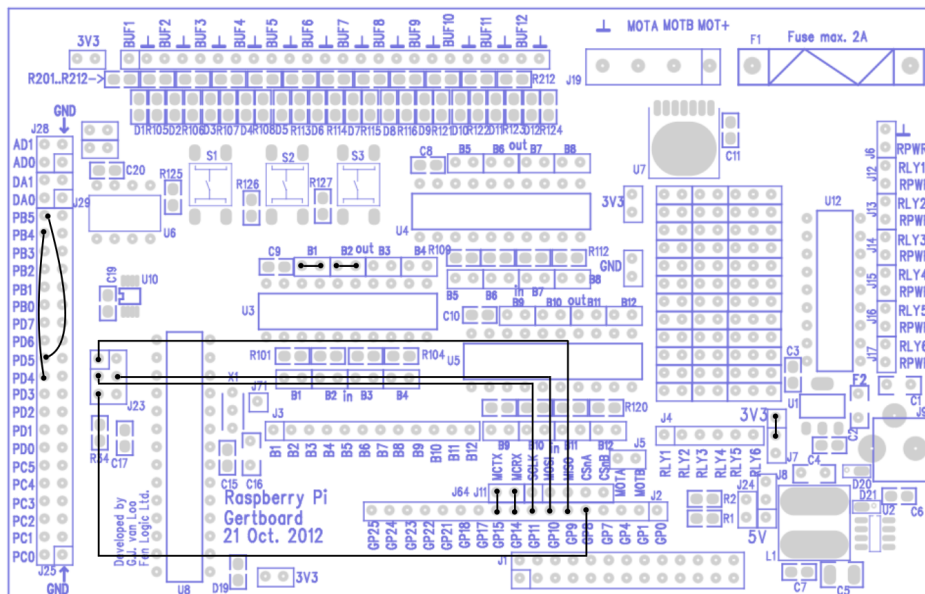 BUF1 BUF2 BUF3 BUF4 BUF5 BUF6 BUF7 BUF8 BUF9 BUF10 BUF11 BUF12
MOTA MOTB MOT+
3V3
F1 Fuse max. 2A
R201..R212->
R212
J19
D1 R105 D2 R106 D3 R107 D4 R108 D5 R113 D6 R114 D7 R115 D8 R116 D9 R121 D10 R122 D11 R123 D12 R124
GND
J28
AD1
AD0
DA1
DA0
J29
PB5
PB4
PB3
PB2
PB1
PB0
PD7
PD6
PD5
PD4
PD3
PD2
PD1
PD0
PC5
PC4
PC3
PC2
PC1
PC0
J25
GND
C20
R125
U6
S1
S2
S3
R126
R127
C8
out
B5 B6 B7 B8
U4
U7
C11
3V3
GND
U12
J6
RPWR
J12
RLY1
RPWR
J13
RLY2
RPWR
J14
RLY3
RPWR
J15
RLY4
RPWR
J16
RLY5
RPWR
J17
RLY6
RPWR
C19
U10
C9
B1 B2 out B3 B4
R109
R112
B5 B6 in B7 B8
U3
C10
out
B9 B10 B11 B12
U5
R101
R104
X1
J71
B1 B2 in B3 B4
J23
R34
C17
J3
B1 B2 B3 B4 B5 B6 B7 B8 B9 B10 B11 B12
R120
B9 B10 in B11 B12
C15
C16
C3
U1
F2
C1
C2
J9
J4
RLY1 RLY2 RLY3 RLY4 RLY5 RLY6
3V3
J7
J5
MCTX MCRX SCLK MOSI MISO CSnA CSnB MOTA MOTB
J64 J11
J2
GP25 GP24 GP23 GP22 GP21 GP18 GP17 GP15 GP14 GP11 GP10 GP9 GP8 GP7 GP4 GP1 GP0
R2
R1
J8
C4
D20
J24
5V
L1
D21
U2
C6
C7
C5
Developed by
G.J. van Loo
Fen Logic Ltd.
Raspberry Pi
Gertboard
21 Oct. 2012
U8
D19
3V3
J1